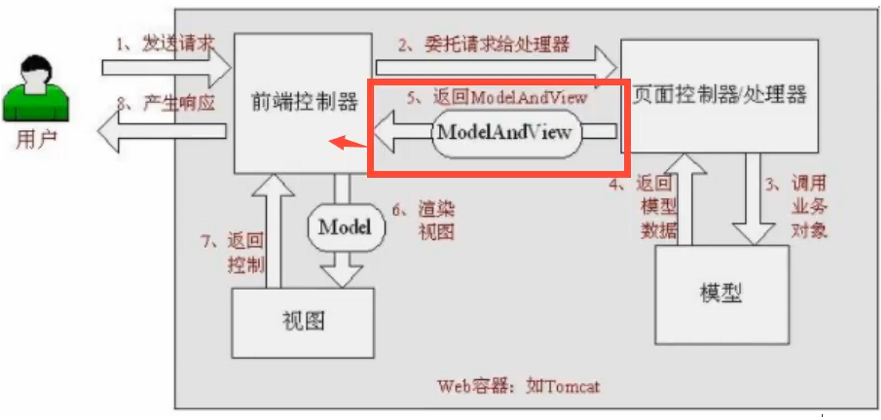 1、发送请求
2、委托请求给处理器
用户
8、产生响应
前端控制器
5、返回ModelAndView
ModelAndView
页面控制器/处理器
4、返回
模型
数据
3、调用
业务
对象
6、渲染
视图
Model
7、返回
控制
视图
模型
Web容器：如Tomcat